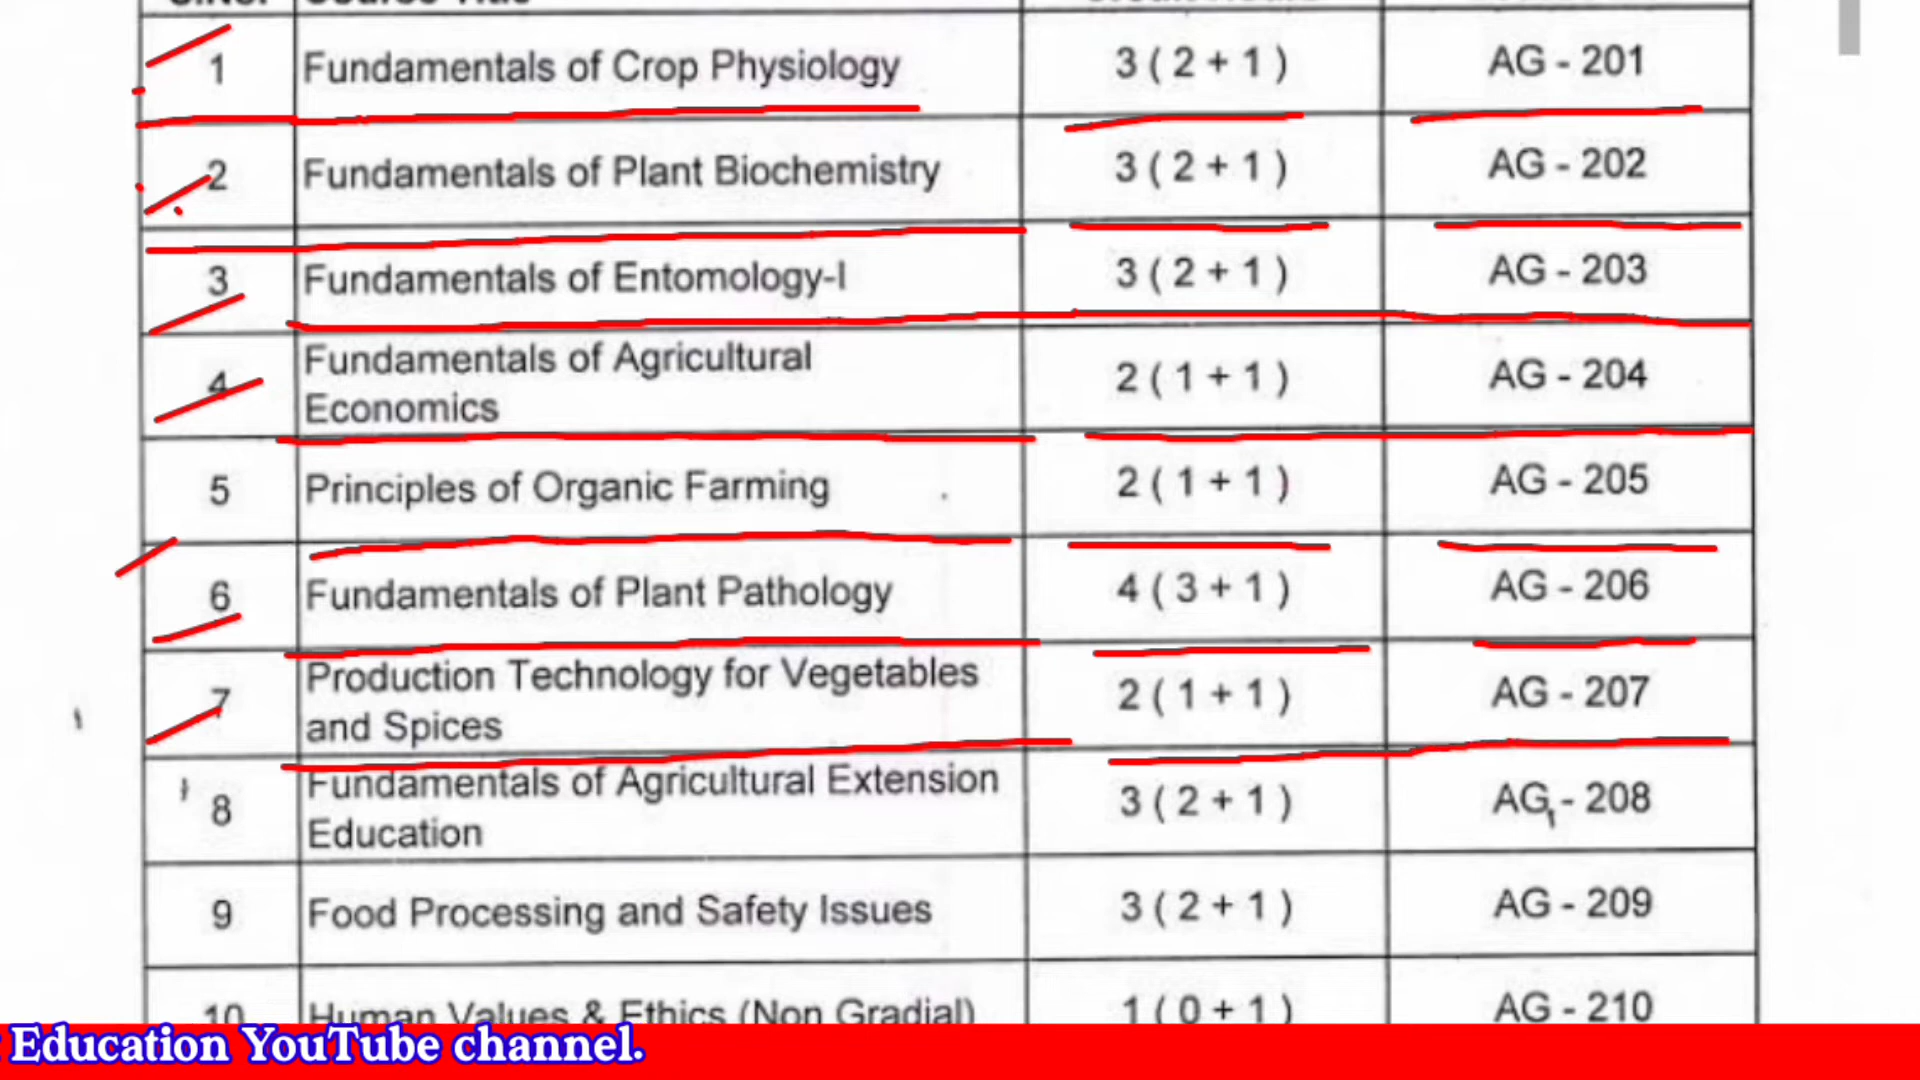 1 Fundamentals of Crop Physiology 3 ( 2 + 1 ) AG - 201
2 Fundamentals of Plant Biochemistry 3 ( 2 + 1 ) AG - 202
3 Fundamentals of Entomology-I 3 ( 2 + 1 ) AG - 203
4 Fundamentals of Agricultural 2 ( 1 + 1 ) AG - 204
Economics
5 Principles of Organic Farming 2 ( 1 + 1 ) AG - 205
6 Fundamentals of Plant Pathology 4 ( 3 + 1 ) AG - 206
7 Production Technology for Vegetables 2 ( 1 + 1 ) AG - 207
and Spices
8 Fundamentals of Agricultural Extension 3 ( 2 + 1 ) AG - 208
Education
9 Food Processing and Safety Issues 3 ( 2 + 1 ) AG - 209
10 Human Values & Ethics (Non Gradial) 1 ( 0 + 1 ) AG - 210
Education YouTube channel.